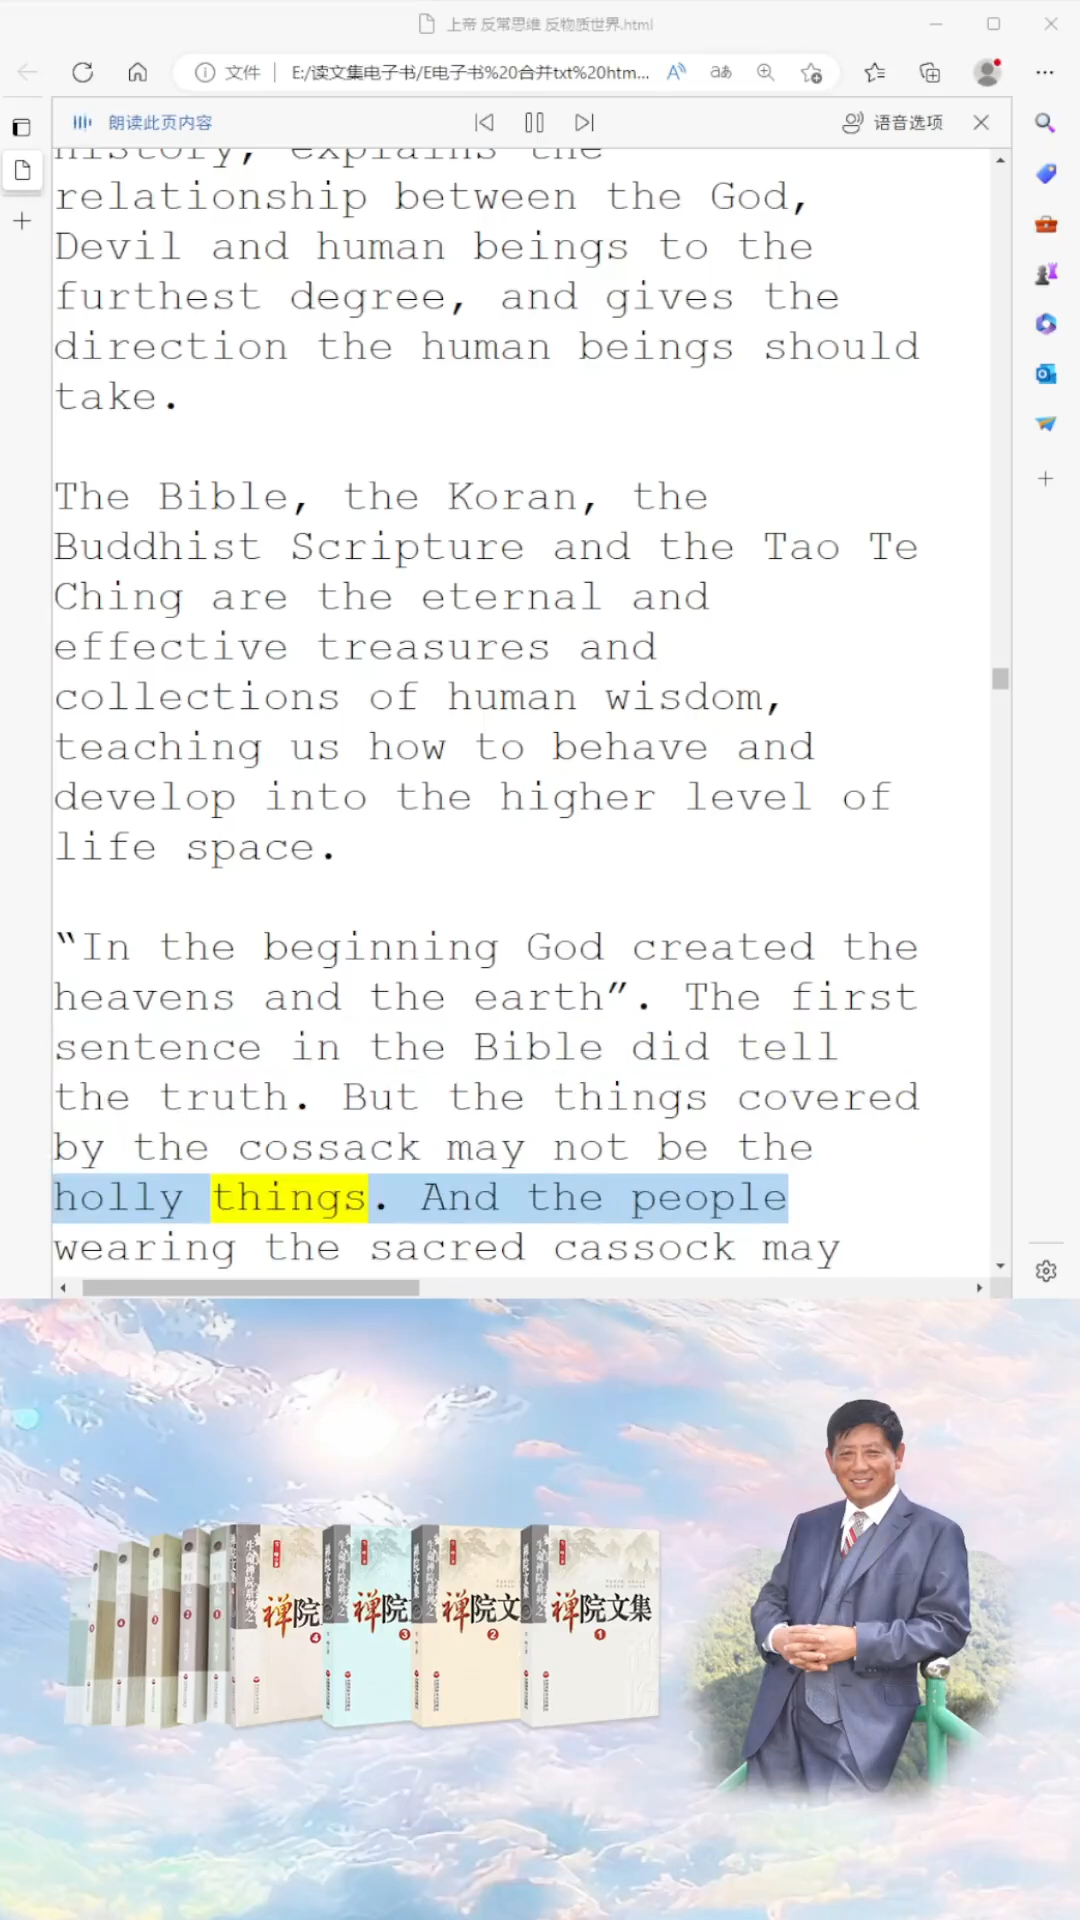 上帝 反常思维 反物质世界.html
文件 E:/读文集电子书/E电子书%20合并txt%20htm...
朗读此页内容
语音选项
history, explains the
relationship between the God,
Devil and human beings to the
furthest degree, and gives the
direction the human beings should
take.
The Bible, the Koran, the
Buddhist Scripture and the Tao Te
Ching are the eternal and
effective treasures and
collections of human wisdom,
teaching us how to behave and
develop into the higher level of
life space.
“In the beginning God created the
heavens and the earth”. The first
sentence in the Bible did tell
the truth. But the things covered
by the cossack may not be the
holly things. And the people
wearing the sacred cassock may
禅院
4
禅院
3
禅院文
2
禅院文集
1